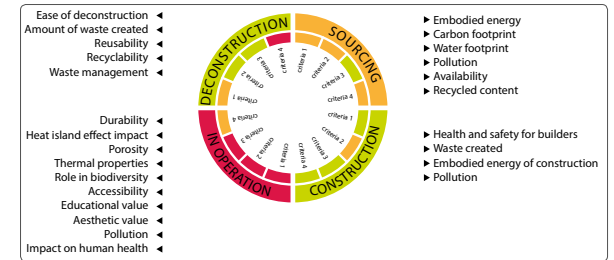 Ease of deconstruction ◄
Amount of waste created ◄
Reusability ◄
Recyclability ◄
Waste management ◄
Durability ◄
Heat island effect impact ◄
Porosity ◄
Thermal properties ◄
Role in biodiversity ◄
Accessibility ◄
Educational value ◄
Aesthetic value ◄
Pollution ◄
Impact on human health ◄
DECONSTRUCTION
criteria 1
criteria 2
criteria 3
criteria 4
SOURCING
criteria 1
criteria 2
criteria 3
criteria 4
CONSTRUCTION
criteria 1
criteria 2
criteria 3
criteria 4
IN OPERATION
criteria 1
criteria 2
criteria 3
criteria 4
► Embodied energy
► Carbon footprint
► Water footprint
► Pollution
► Availability
► Recycled content
► Health and safety for builders
► Waste created
► Embodied energy of construction
► Pollution